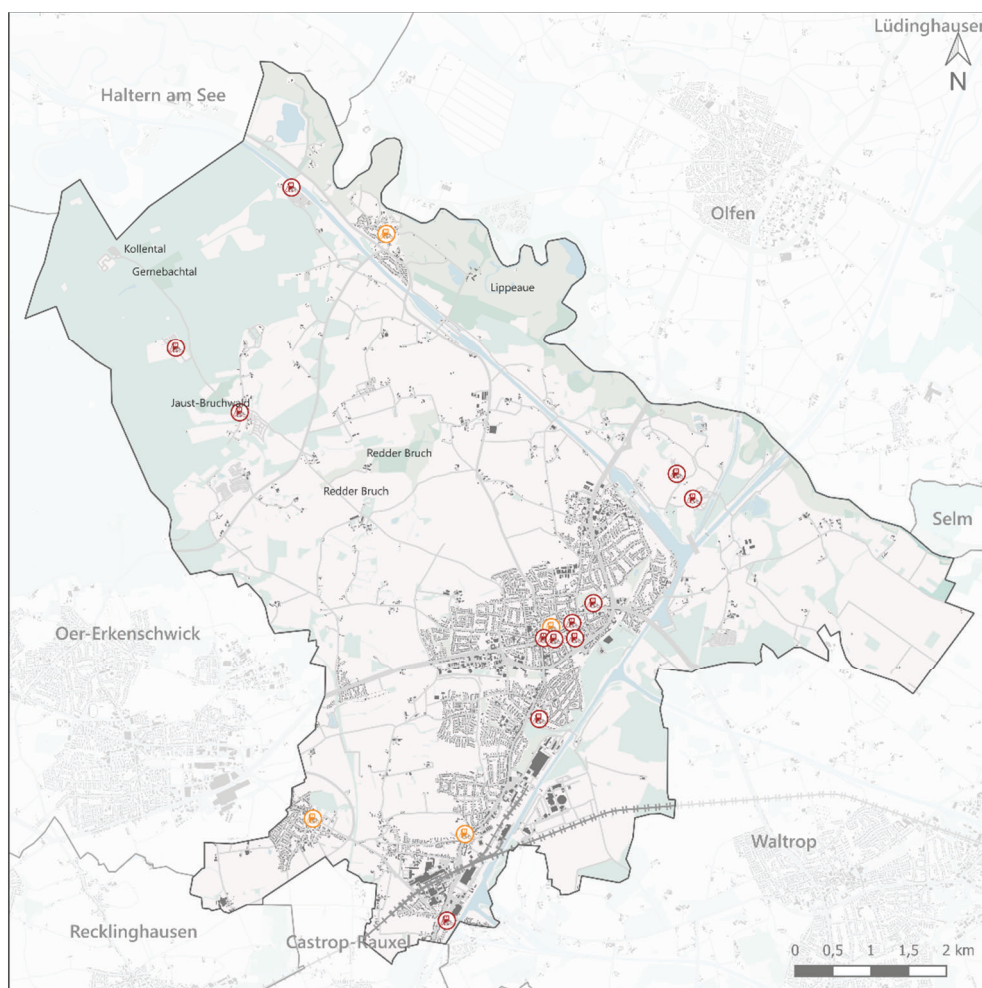 Lüdinghausen
N
Haltern am See
Olfen
Kollental
Gernebachtal
Lippeaue
Jaust-Bruchwald
Redder Bruch
Redder Bruch
Selm
Oer-Erkenschwick
Waltrop
Recklinghausen
Castrop-Rauxel
0 0,5 1 1,5 2 km